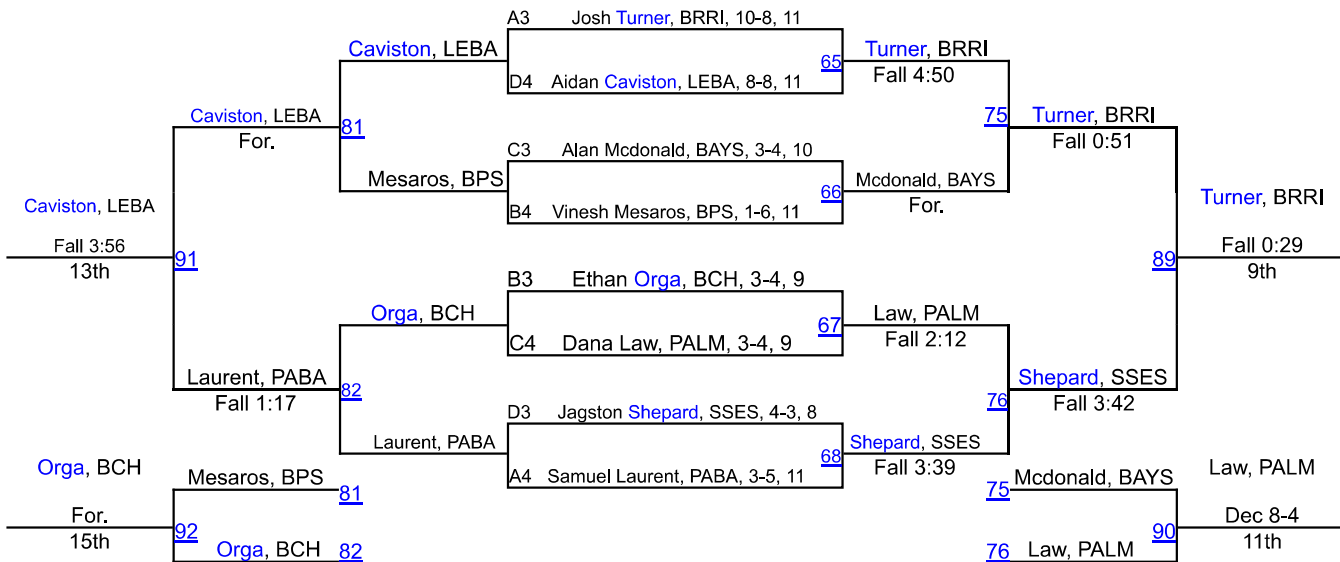 A3 Josh Turner, BRRI, 10-8, 11
Caviston, LEBA
65
Turner, BRRI
Fall 4:50
D4 Aidan Caviston, LEBA, 8-8, 11
Caviston, LEBA
For.
81
75
Turner, BRRI
Fall 0:51
C3 Alan Mcdonald, BAYS, 3-4, 10
Mesaros, BPS
66
Mcdonald, BAYS
For.
B4 Vinesh Mesaros, BPS, 1-6, 11
Caviston, LEBA
Fall 3:56
13th
91
89
Turner, BRRI
Fall 0:29
9th
B3 Ethan Orga, BCH, 3-4, 9
Orga, BCH
67
Law, PALM
Fall 2:12
C4 Dana Law, PALM, 3-4, 9
Laurent, PABA
Fall 1:17
82
76
Shepard, SSES
Fall 3:42
D3 Jagston Shepard, SSES, 4-3, 8
Laurent, PABA
68
Shepard, SSES
Fall 3:39
A4 Samuel Laurent, PABA, 3-5, 11
Orga, BCH
For.
15th
Mesaros, BPS
81
92
Orga, BCH
82
75
Mcdonald, BAYS
90
76
Law, PALM
Law, PALM
Dec 8-4
11th